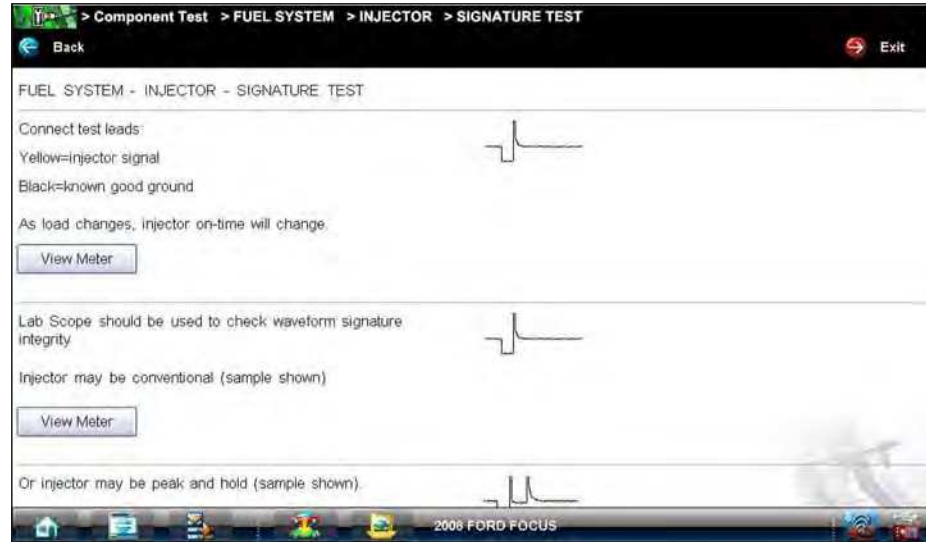 > Component Test > FUEL SYSTEM > INJECTOR > SIGNATURE TEST
Back
Exit
FUEL SYSTEM - INJECTOR - SIGNATURE TEST
Connect test leads:
Yellow=injector signal
Black=known good ground
As load changes, injector on-time will change.
View Meter
Lab Scope should be used to check waveform signature
integrity
Injector may be conventional (sample shown)
View Meter
Or injector may be peak and hold (sample shown).
2008 FORD FOCUS